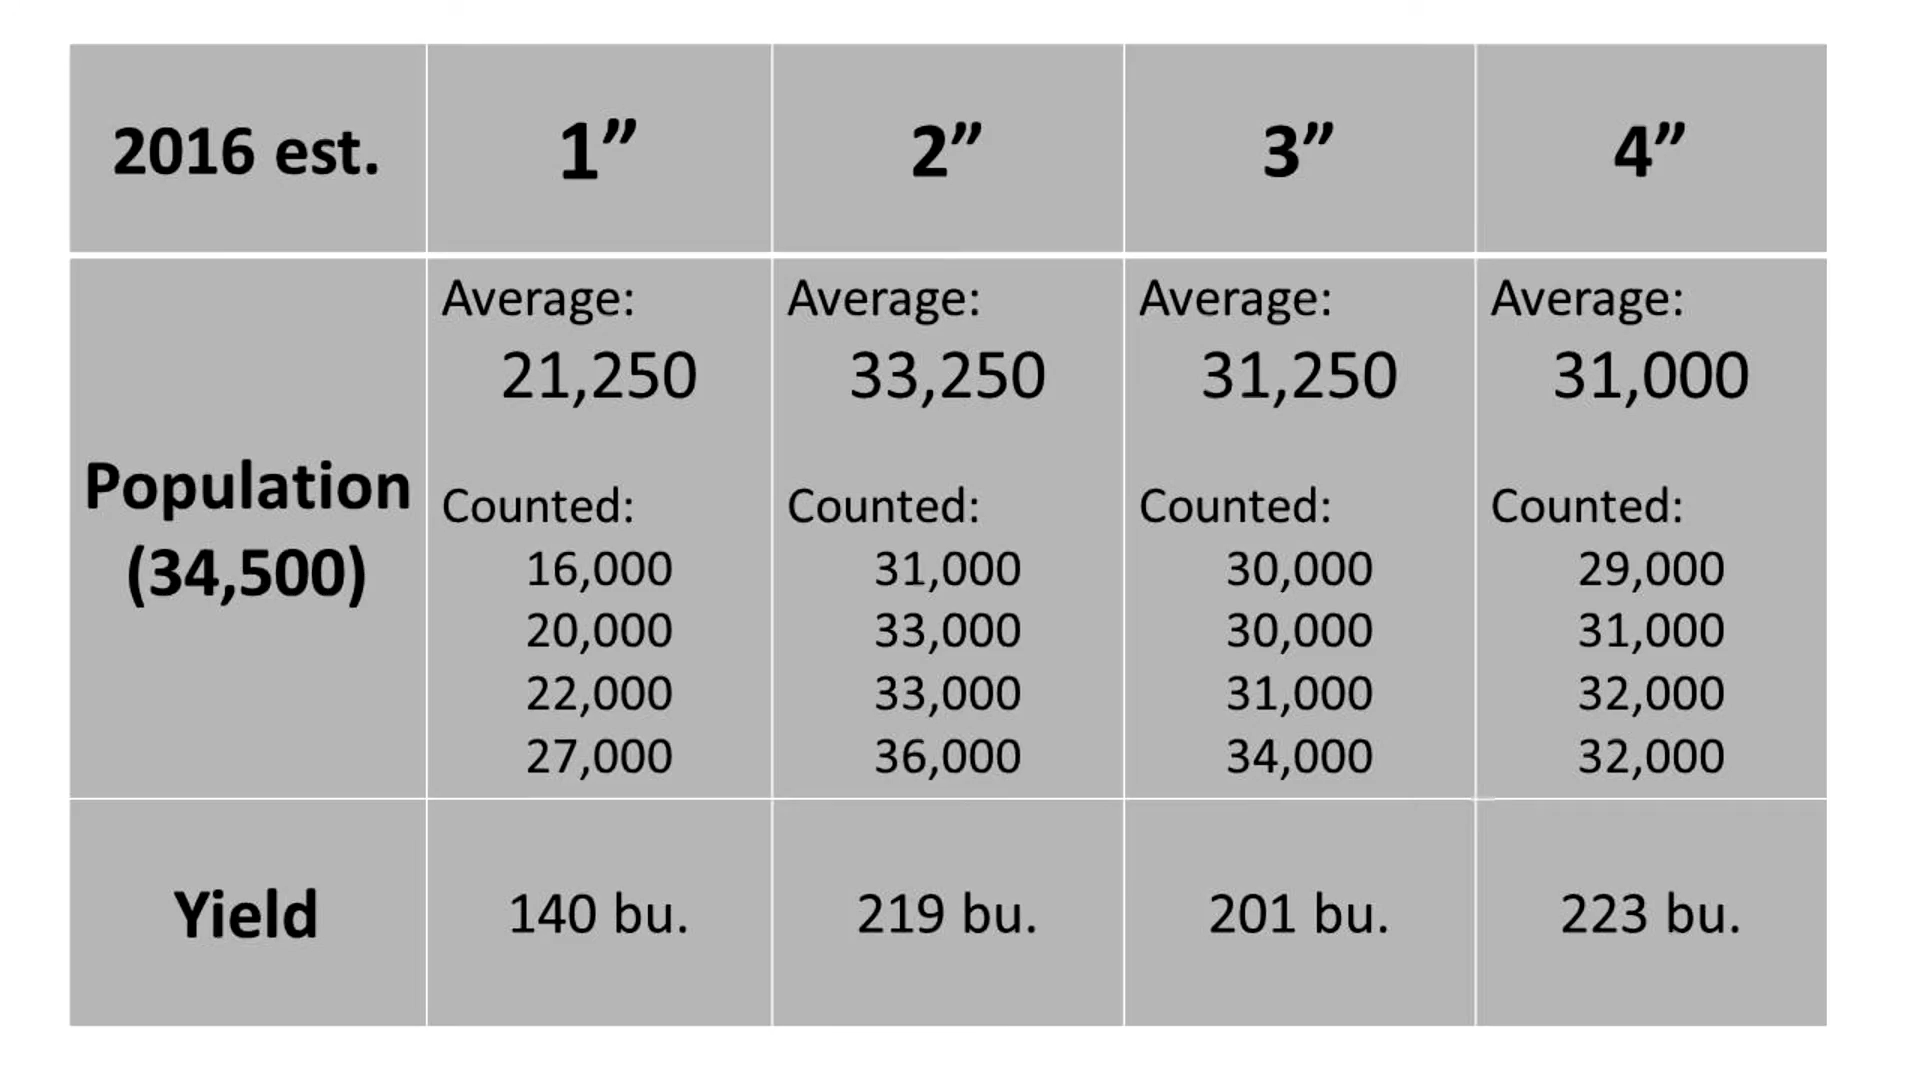 2016 est.
1”
2”
3”
4”
Population
(34,500)
Average:
21,250
Counted:
16,000
20,000
22,000
27,000
Average:
33,250
Counted:
31,000
33,000
33,000
36,000
Average:
31,250
Counted:
30,000
30,000
31,000
34,000
Average:
31,000
Counted:
29,000
31,000
32,000
32,000
Yield
140 bu.
219 bu.
201 bu.
223 bu.